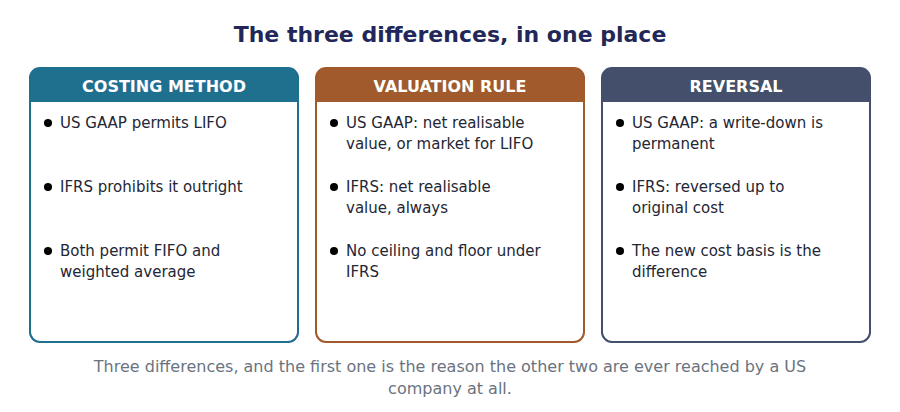 The three differences, in one place
COSTING METHOD
US GAAP permits LIFO
IFRS prohibits it outright
Both permit FIFO and
weighted average
VALUATION RULE
US GAAP: net realisable
value, or market for LIFO
IFRS: net realisable
value, always
No ceiling and floor under
IFRS
REVERSAL
US GAAP: a write-down is
permanent
IFRS: reversed up to
original cost
The new cost basis is the
difference
Three differences, and the first one is the reason the other two are ever reached by a US
company at all.